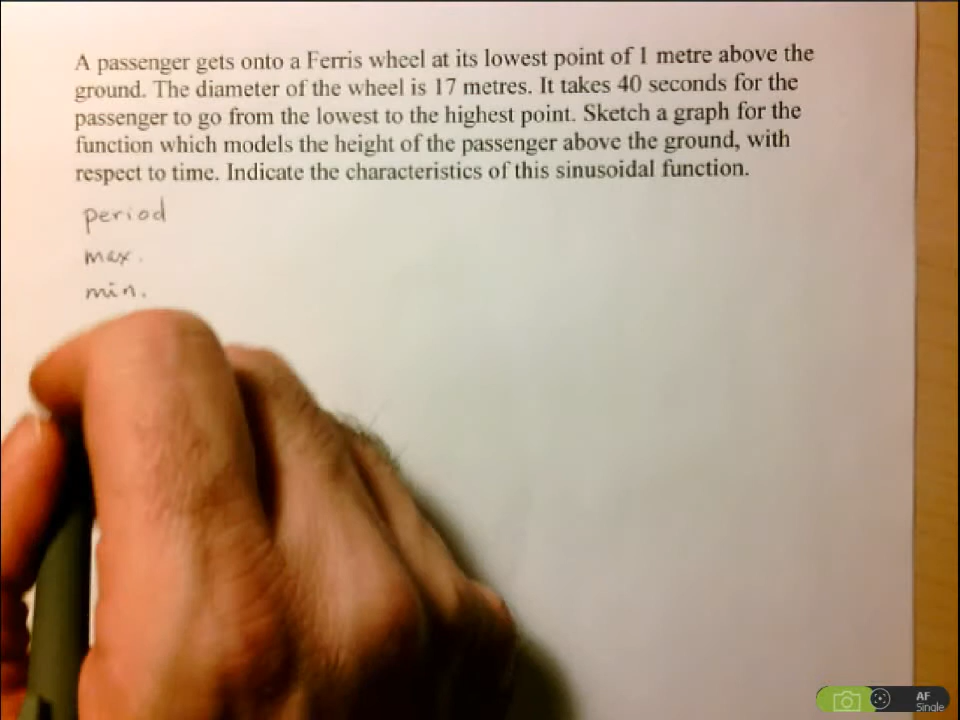 A passenger gets onto a Ferris wheel at its lowest point of 1 metre above the
ground. The diameter of the wheel is 17 metres. It takes 40 seconds for the
passenger to go from the lowest to the highest point. Sketch a graph for the
function which models the height of the passenger above the ground, with
respect to time. Indicate the characteristics of this sinusoidal function.
period
max.
min.
AF
Single